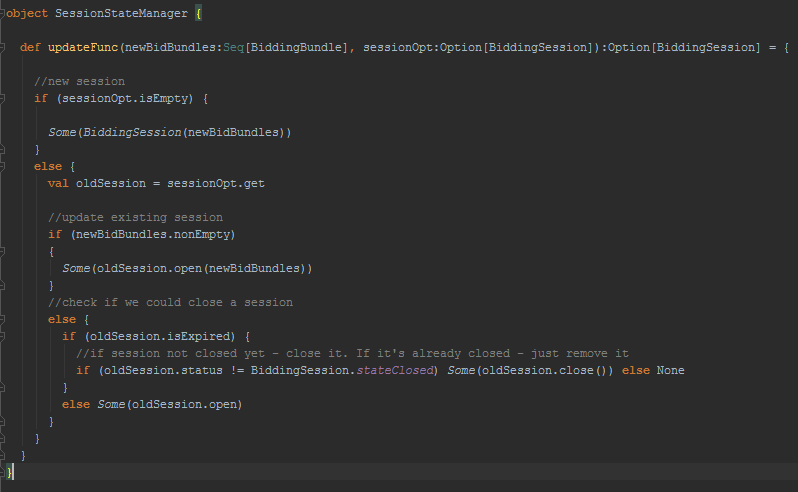 object SessionStateManager {
def updateFunc(newBidBundles:Seq[BiddingBundle], sessionOpt:Option[BiddingSession]):Option[BiddingSession] = {
//new session
if (sessionOpt.isEmpty) {
Some(BiddingSession(newBidBundles))
}
else {
val oldSession = sessionOpt.get
//update existing session
if (newBidBundles.nonEmpty)
{
Some(oldSession.open(newBidBundles))
}
//check if we could close a session
else {
if (oldSession.isExpired) {
//if session not closed yet - close it. If it's already closed - just remove it
if (oldSession.status != BiddingSession.stateClosed) Some(oldSession.close()) else None
}
else Some(oldSession.open)
}
}
}
}